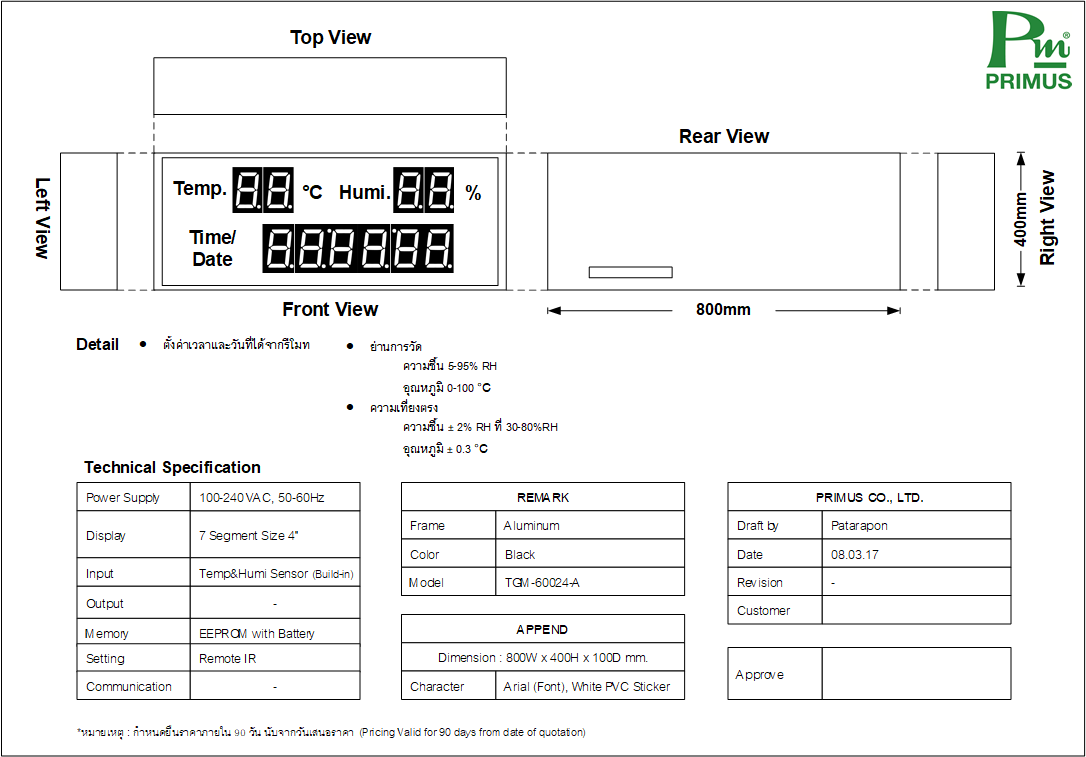 Top View
Pm®
PRIMUS
Rear View
Left View
Temp. 88 °C Humi. 88 %
Time/
Date
8.8.8.8.8.8.
400mm
Right View
Front View
800mm
Detail
• ตั้งค่าเวลาและวันที่ได้จากรีโมท
• ย่านการวัด
ความชื้น 5-95% RH
อุณหภูมิ 0-100 °C
• ความเที่ยงตรง
ความชื้น ± 2% RH ที่ 30-80%RH
อุณหภูมิ ± 0.3 °C
Technical Specification
Power Supply 100-240VAC, 50-60Hz
Display 7 Segment Size 4"
Input Temp&Humi Sensor (Build-in)
Output -
Memory EEPROM with Battery
Setting Remote IR
Communication -
REMARK
Frame Aluminum
Color Black
Model TGM-60024-A
APPEND
Dimension : 800W x 400H x 100D mm.
Character Arial (Font), White PVC Sticker
PRIMUS CO., LTD.
Draft by Patarapon
Date 08.03.17
Revision -
Customer
Approve
*หมายเหตุ : กำหนดยืนราคาภายใน 90 วัน นับจากวันเสนอราคา (Pricing Valid for 90 days from date of quotation)